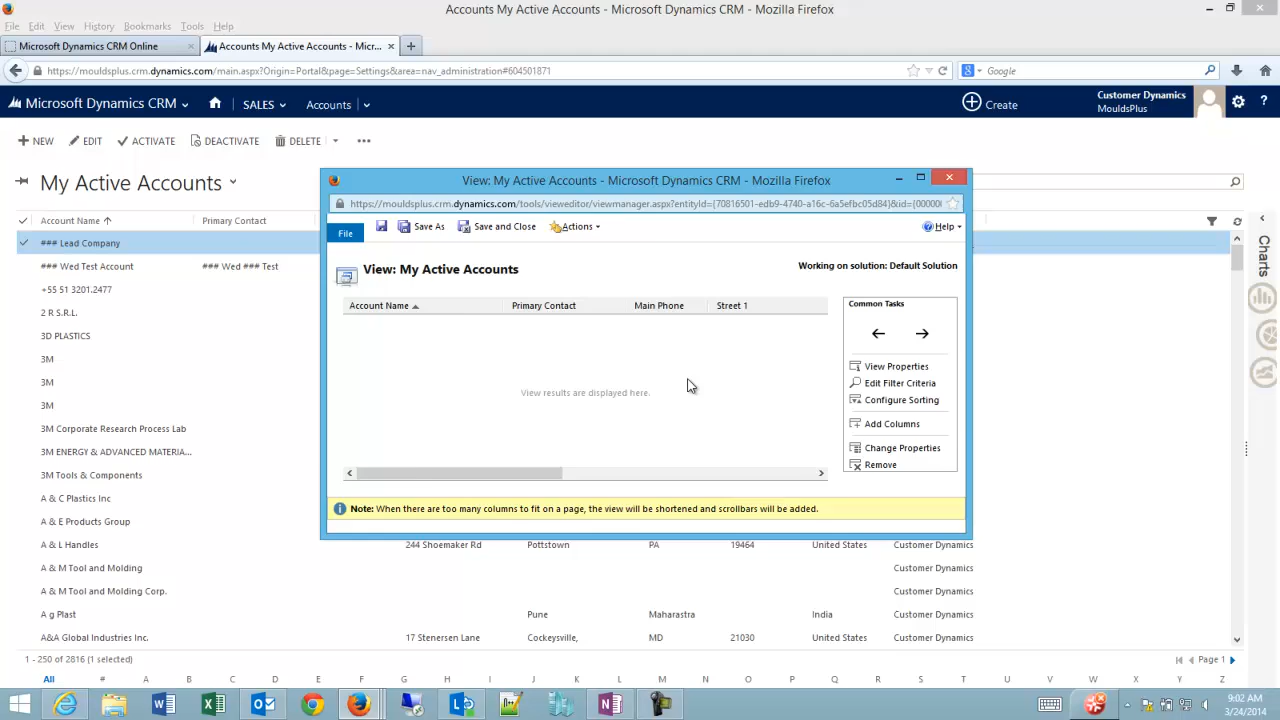 Accounts My Active Accounts - Microsoft Dynamics CRM - Mozilla Firefox
File Edit View History Bookmarks Tools Help
Microsoft Dynamics CRM Online × Accounts My Active Accounts - Micr... ×
https://mouldsplus.crm.dynamics.com/main.aspx?Origin=Portal&page=Settings&area=nav_administration#604501871
Google
Microsoft Dynamics CRM SALES Accounts Create
Customer Dynamics
MouldsPlus
NEW EDIT ACTIVATE DEACTIVATE DELETE
My Active Accounts
Account Name Primary Contact
### Lead Company
### Wed Test Account ### Wed ### Test
+55 51 3201.2477
2 R S.R.L.
3D PLASTICS
3M
3M
3M
3M Corporate Research Process Lab
3M ENERGY & ADVANCED MATERIA...
3M Tools & Components
A & C Plastics Inc
A & E Products Group
A & L Handles 244 Shoemaker Rd Pottstown PA 19464 United States Customer Dynamics
A & M Tool and Molding Customer Dynamics
A & M Tool and Molding Corp. Customer Dynamics
A g Plast Pune Maharastra India Customer Dynamics
A&A Global Industries Inc. 17 Stenersen Lane Cockeysville, MD 21030 United States Customer Dynamics
1 - 250 of 2816 (1 selected) Page 1
All # A B C D E F G H I J K L M N O P Q R S T U V W X Y Z
Charts
View: My Active Accounts - Microsoft Dynamics CRM - Mozilla Firefox
https://mouldsplus.crm.dynamics.com/tools/vieweditor/viewmanager.aspx?entityId={70816501-edb9-4740-a16c-6a5efbc05d84}&id={00000
File Save As Save and Close Actions Help
View: My Active Accounts
Working on solution: Default Solution
Account Name Primary Contact Main Phone Street 1
View results are displayed here.
Common Tasks
View Properties
Edit Filter Criteria
Configure Sorting
Add Columns
Change Properties
Remove
Note: When there are too many columns to fit on a page, the view will be shortened and scrollbars will be added.
9:02 AM
3/24/2014